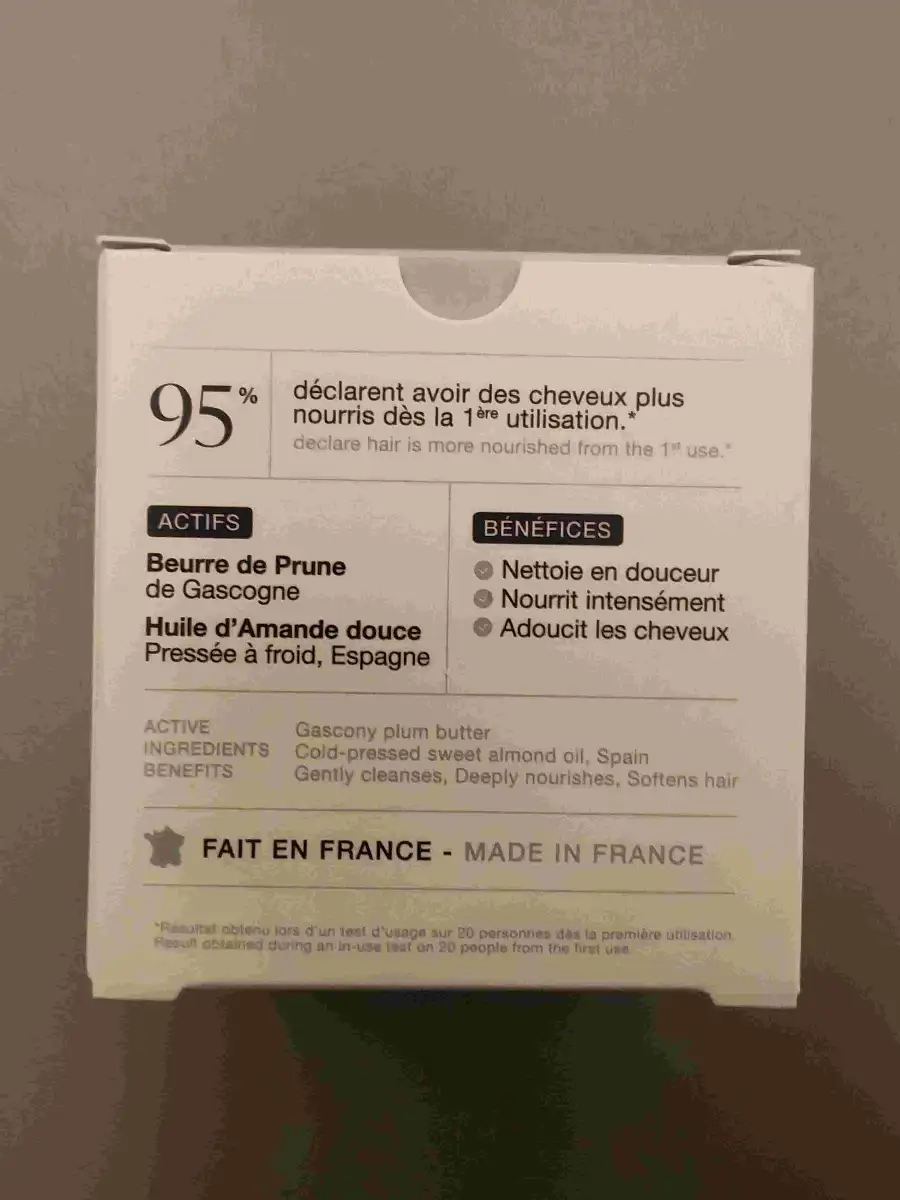 95%
déclarent avoir des cheveux plus
nourris dès la 1ère utilisation.*
declare hair is more nourished from the 1st use.*
ACTIFS
Beurre de Prune
de Gascogne
Huile d'Amande douce
Pressée à froid, Espagne
BÉNÉFICES
Nettoie en douceur
Nourrit intensément
Adoucit les cheveux
ACTIVE
INGREDIENTS
BENEFITS
Gascony plum butter
Cold-pressed sweet almond oil, Spain
Gently cleanses, Deeply nourishes, Softens hair
FAIT EN FRANCE - MADE IN FRANCE
*Résultat obtenu lors d'un test d'usage sur 20 personnes dès la première utilisation.
Result obtained during an in-use test on 20 people from the first use.